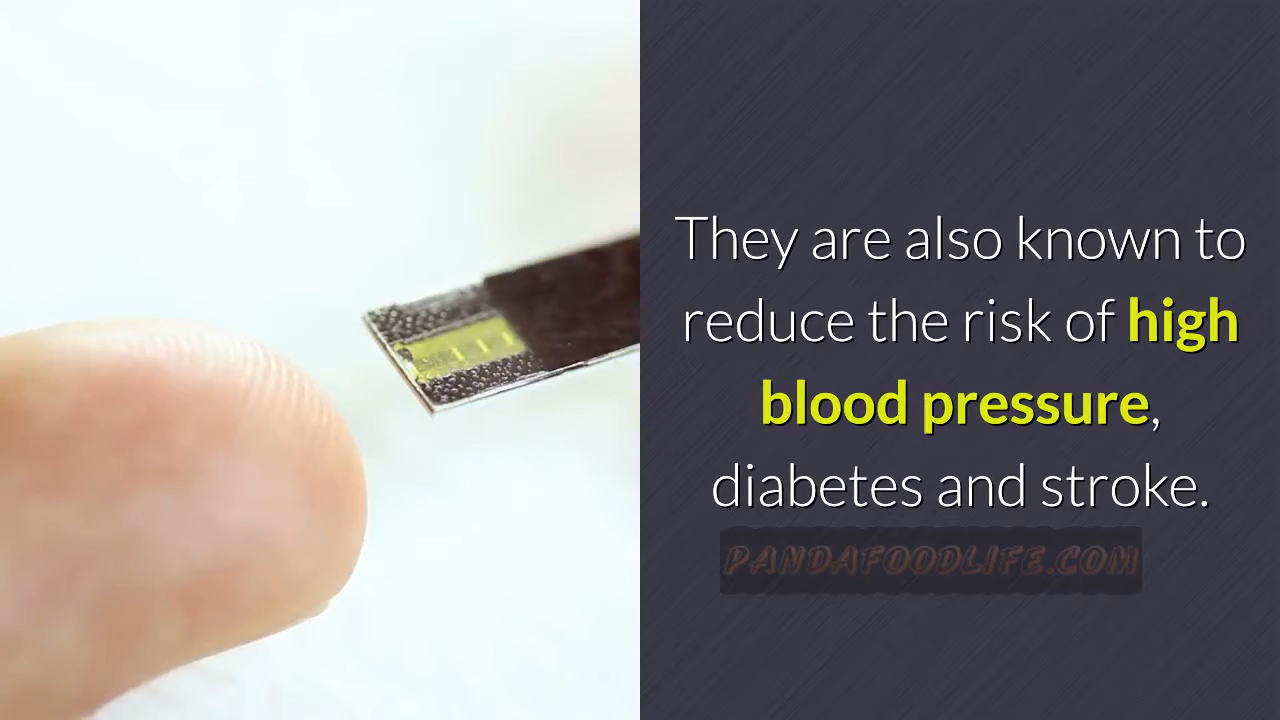 They are also known to
reduce the risk of high
blood pressure,
diabetes and stroke.
PANDAFOODLIFE.COM